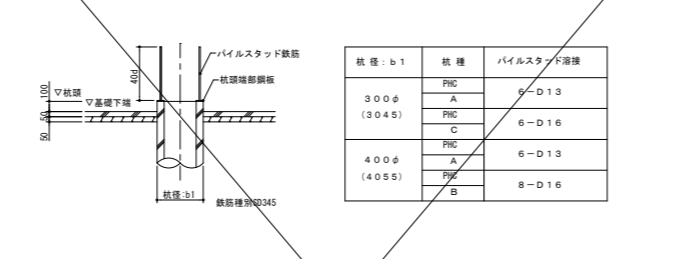 パイルスタッド鉄筋
杭頭端部鋼板
40d
100
50
50
▽杭頭
▽基礎下端
杭径:b1
鉄筋種別SD345
杭径:b1 杭種 パイルスタッド溶接
300φ
(3045)
PHC
A
6-D13
PHC
C
6-D16
400φ
(4055)
PHC
A
6-D13
PHC
B
8-D16